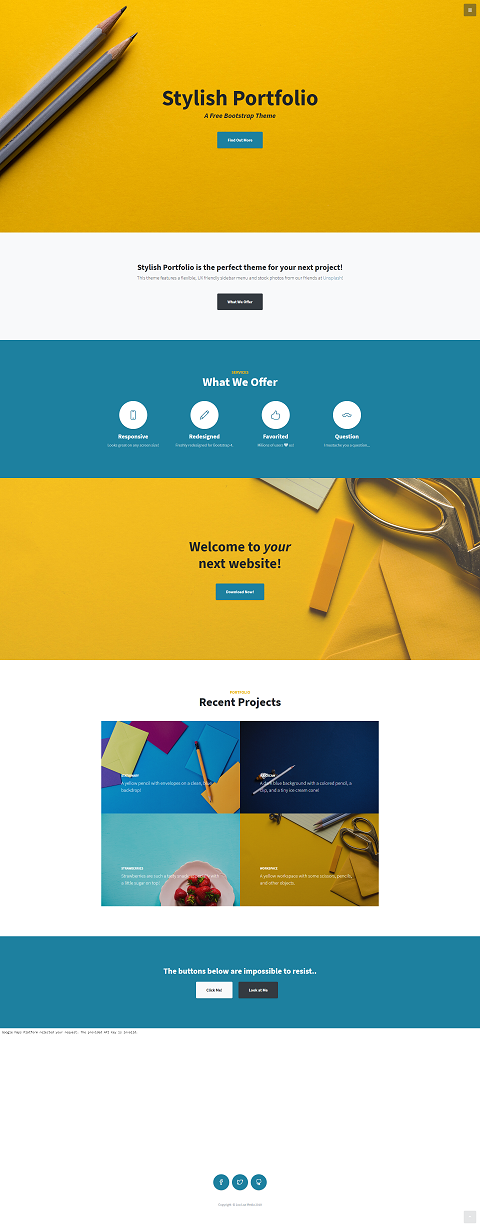 Stylish Portfolio
A Free Bootstrap Theme
Find Out More
Stylish Portfolio is the perfect theme for your next project!
This theme features a flexible, UX friendly sidebar menu and stock photos from our friends at Unsplash!
What We Offer
SERVICES
What We Offer
Responsive
Redesigned
Favorited
Question
Looks great on any screen size!
Freshly redesigned for Bootstrap 4.
Millions of users
I mustache you a question...
Welcome to your
next website!
Download Now!
PORTFOLIO
Recent Projects
STATIONARY
A yellow pencil with envelopes on a clean, blue
backdrop!
ICE CREAM
A dark blue background with a colored pencil, a
clip, and a tiny ice cream cone!
STRAWBERRIES
Strawberries are such a tasty snack, especially with
a little sugar on top!
WORKSPACE
A yellow workspace with some scissors, pencils,
and other objects.
The buttons below are impossible to resist..
Click Me!
Look at Me
Google Maps Platform rejected your request. The provided API key is invalid.
Copyright ©